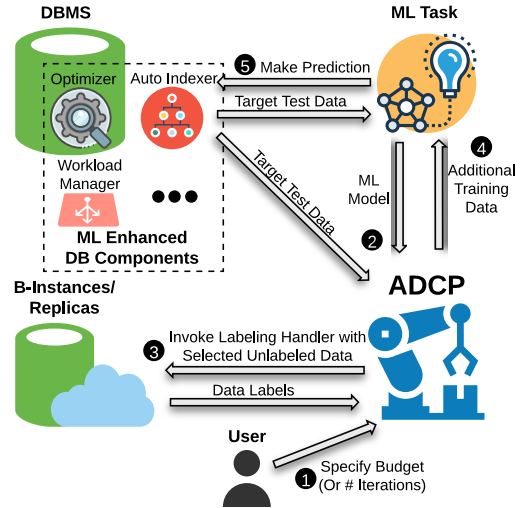 DBMS
ML Task
Optimizer
Auto Indexer
5
Make Prediction
Target Test Data
Workload
Manager
ML Enhanced
DB Components
Target Test Data
ML
Model
2
4
Additional
Training
Data
B-Instances/
Replicas
ADCP
3
Invoke Labeling Handler with
Selected Unlabeled Data
Data Labels
User
1
Specify Budget
(Or # Iterations)